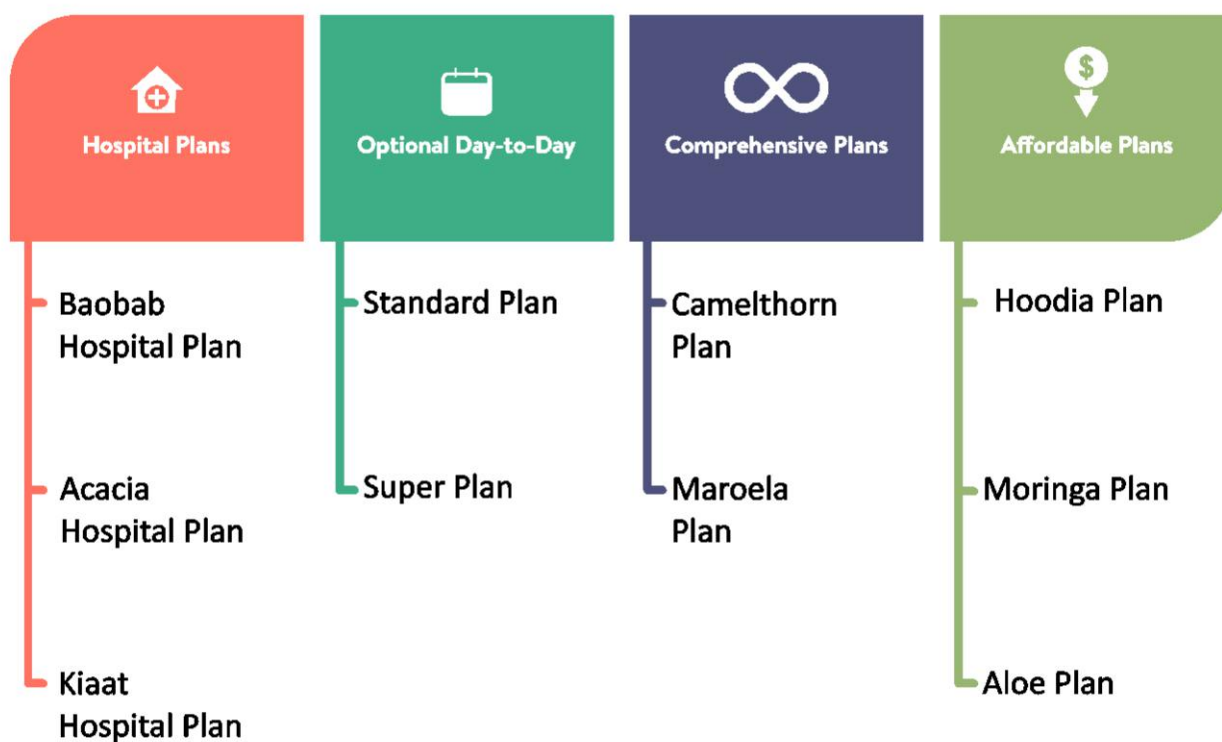 Hospital Plans
Baobab
Hospital Plan
Acacia
Hospital Plan
Kiaat
Hospital Plan
Optional Day-to-Day
Standard Plan
Super Plan
Comprehensive Plans
Camelthorn
Plan
Maroela
Plan
$
Affordable Plans
Hoodia Plan
Moringa Plan
Aloe Plan